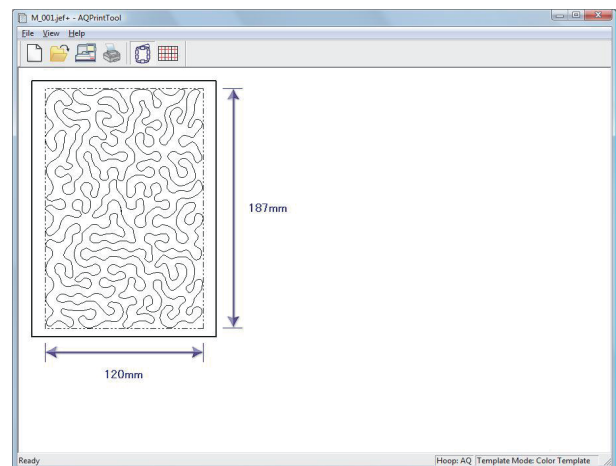 M_001.jef+ - AQPrintTool
File View Help
187mm
120mm
Ready
Hoop: AQ Template Mode: Color Template